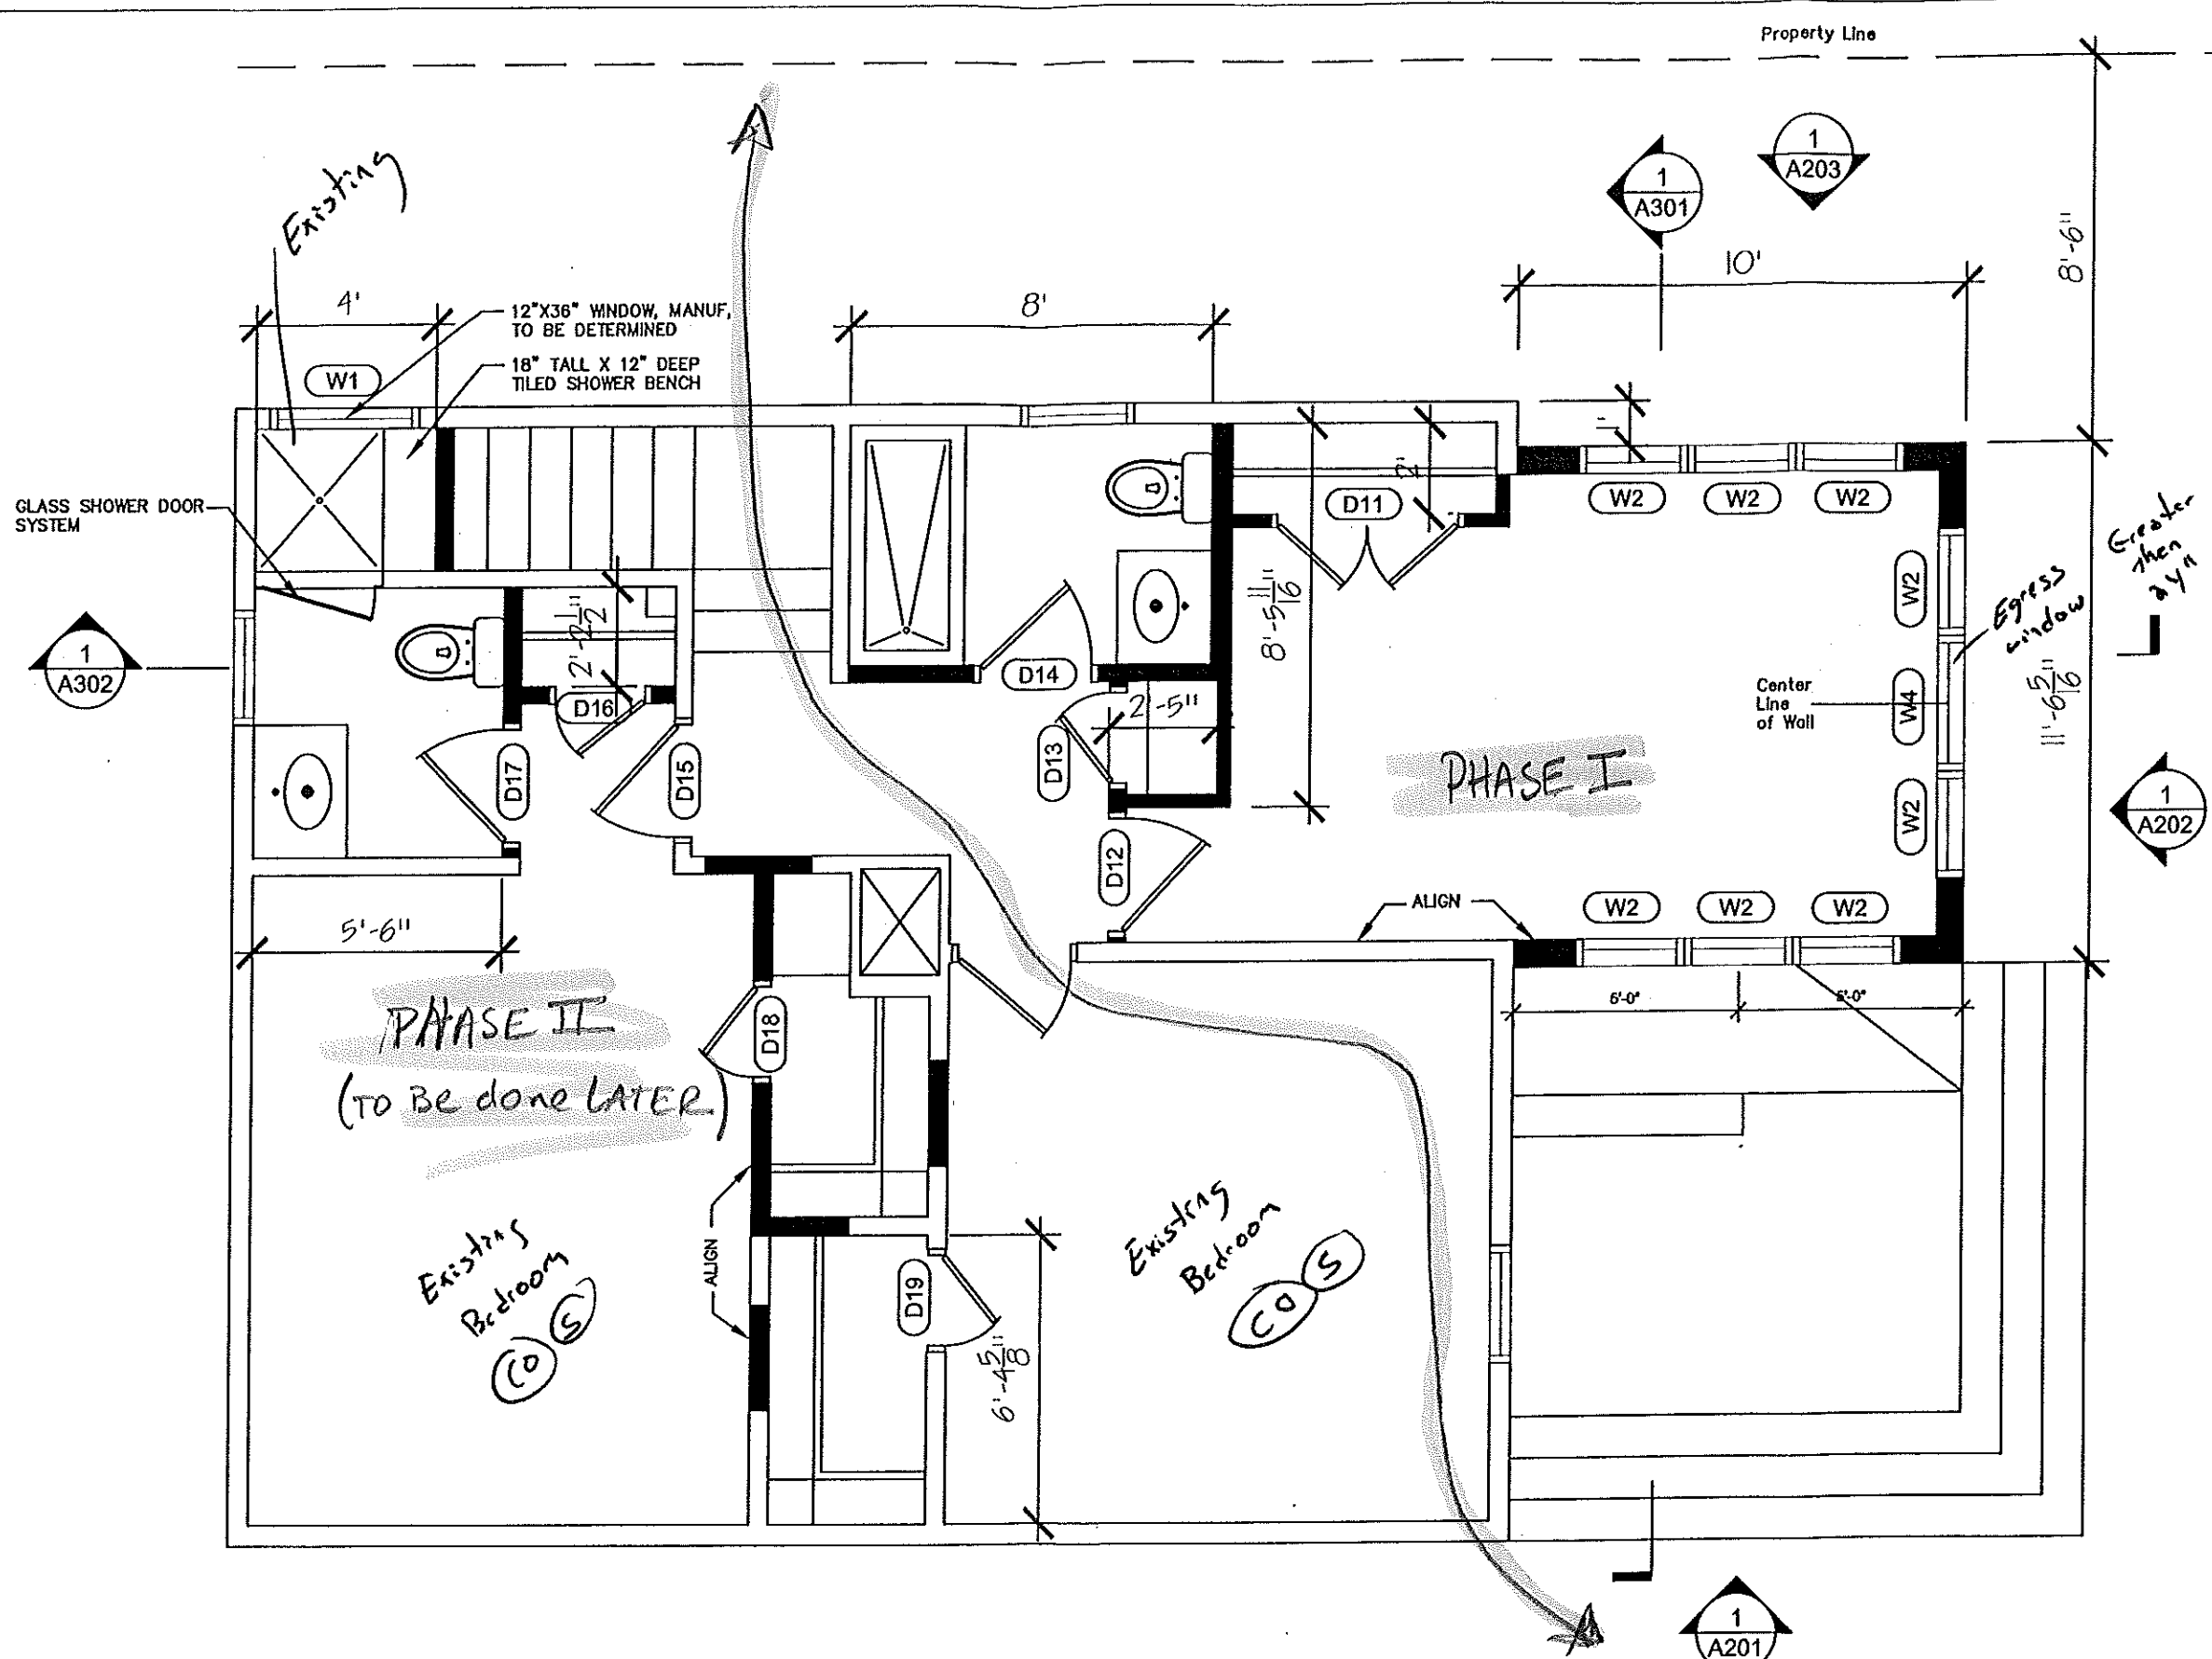 Property Line
1
A203
1
A301
Existing
10'
8'-6"
4'
12"X36" WINDOW, MANUF,
TO BE DETERMINED
8'
18" TALL X 12" DEEP
TILED SHOWER BENCH
W1
1'
2'
GLASS SHOWER DOOR
SYSTEM
D11
W2
W2
W2
Greater
then
24"
Egress
window
W2
2'-2 1/2"
8'-5 11/16"
1
A302
D14
D16
2'-5"
Center
Line
of Wall
W4
11'-6 5/16"
D17
D15
D13
PHASE I
W2
1
A202
D12
ALIGN
W2
W2
W2
5'-6"
5'-0"
PHASE II
D18
(TO Be done LATER)
Existing
Bedroom
CO S
ALIGN
Existing
Bedroom
CO S
D19
6'-4 5/8"
1
A201